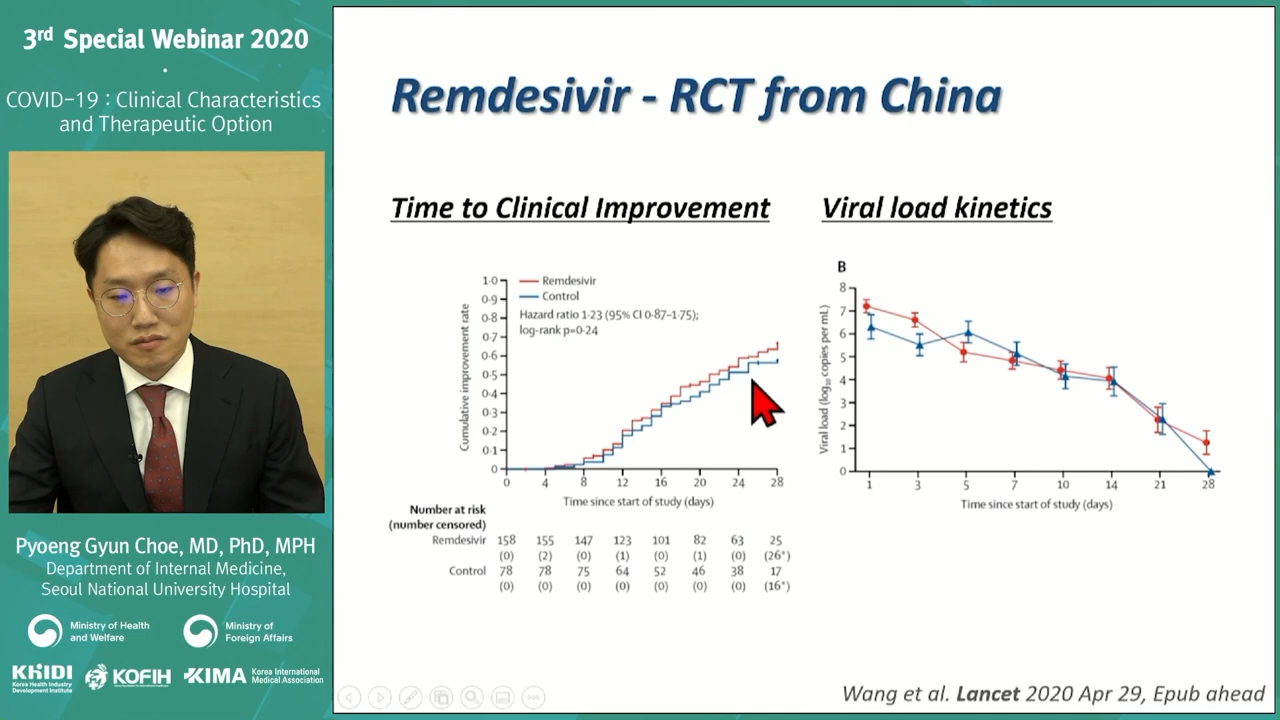 3rd Special Webinar 2020
COVID-19 : Clinical Characteristics
and Therapeutic Option
Pyoeng Gyun Choe, MD, PhD, MPH
Department of Internal Medicine,
Seoul National University Hospital
Ministry of Health
and Welfare
Ministry of
Foreign Affairs
KHIDI
Korea Health Industry
Development Institute
KOFIH
KIMA
Korea International
Medical Association
Remdesivir - RCT from China
Time to Clinical Improvement
Remdesivir
Control
Hazard ratio 1·23 (95% CI 0·87–1·75);
log-rank p=0·24
Cumulative improvement rate
1·0
0·9
0·8
0·7
0·6
0·5
0·4
0·3
0·2
0·1
0
0 4 8 12 16 20 24 28
Time since start of study (days)
Number at risk
(number censored)
Remdesivir 158 155 147 123 101 82 63 25
(0) (2) (0) (1) (0) (1) (0) (26*)
Control 78 78 75 64 52 46 38 17
(0) (0) (0) (0) (0) (0) (0) (16*)
Viral load kinetics
B
Viral load (log10 copies per mL)
8
7
6
5
4
3
2
1
0
1 3 5 7 10 14 21 28
Time since start of study (days)
Wang et al. Lancet 2020 Apr 29, Epub ahead